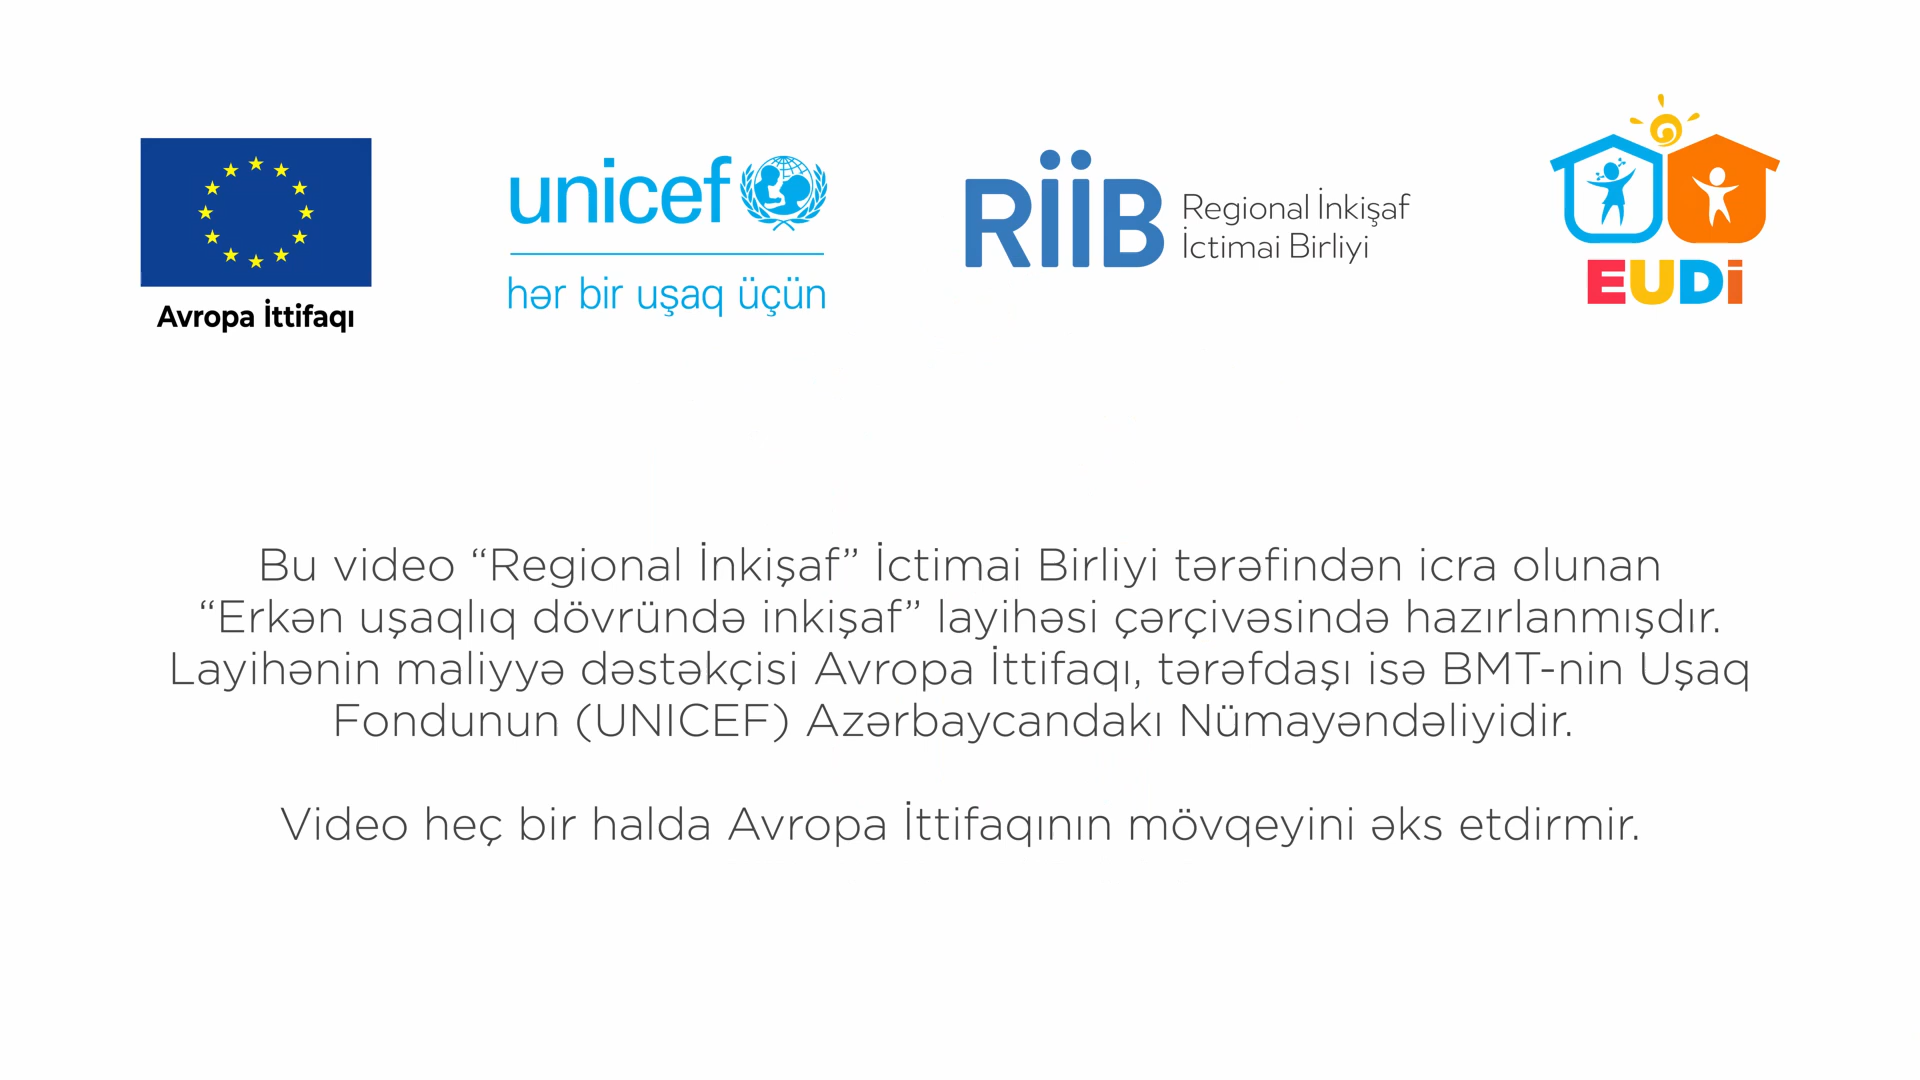 Avropa İttifaqı
unicef
hər bir uşaq üçün
RİİB
Regional İnkişaf
İctimai Birliyi
EUDİ
Bu video “Regional İnkişaf” İctimai Birliyi tərəfindən icra olunan
“Erkən uşaqlıq dövründə inkişaf” layihəsi çərçivəsində hazırlanmışdır.
Layihənin maliyyə dəstəkçisi Avropa İttifaqı, tərəfdaşı isə BMT-nin Uşaq
Fondunun (UNICEF) Azərbaycandakı Nümayəndəliyidir.
Video heç bir halda Avropa İttifaqının mövqeyini əks etdirmir.